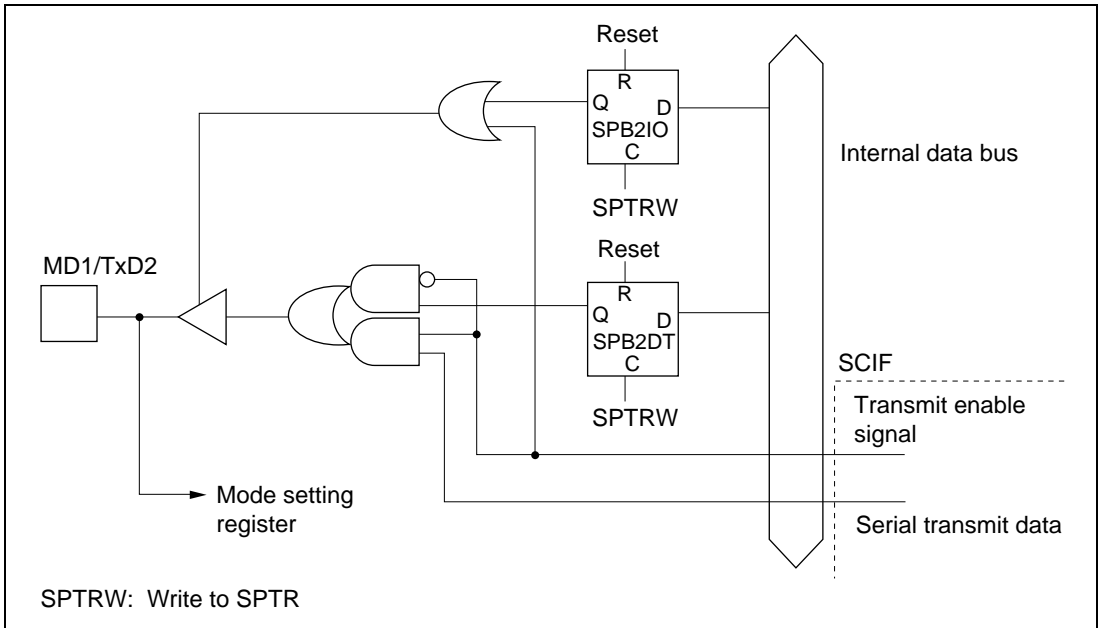 Reset
R
Q D
SPB2IO
C
SPTRW
Internal data bus
Reset
MD1/TxD2
R
Q D
SPB2DT
C
SPTRW
SCIF
Transmit enable
signal
Mode setting
register
Serial transmit data
SPTRW: Write to SPTR